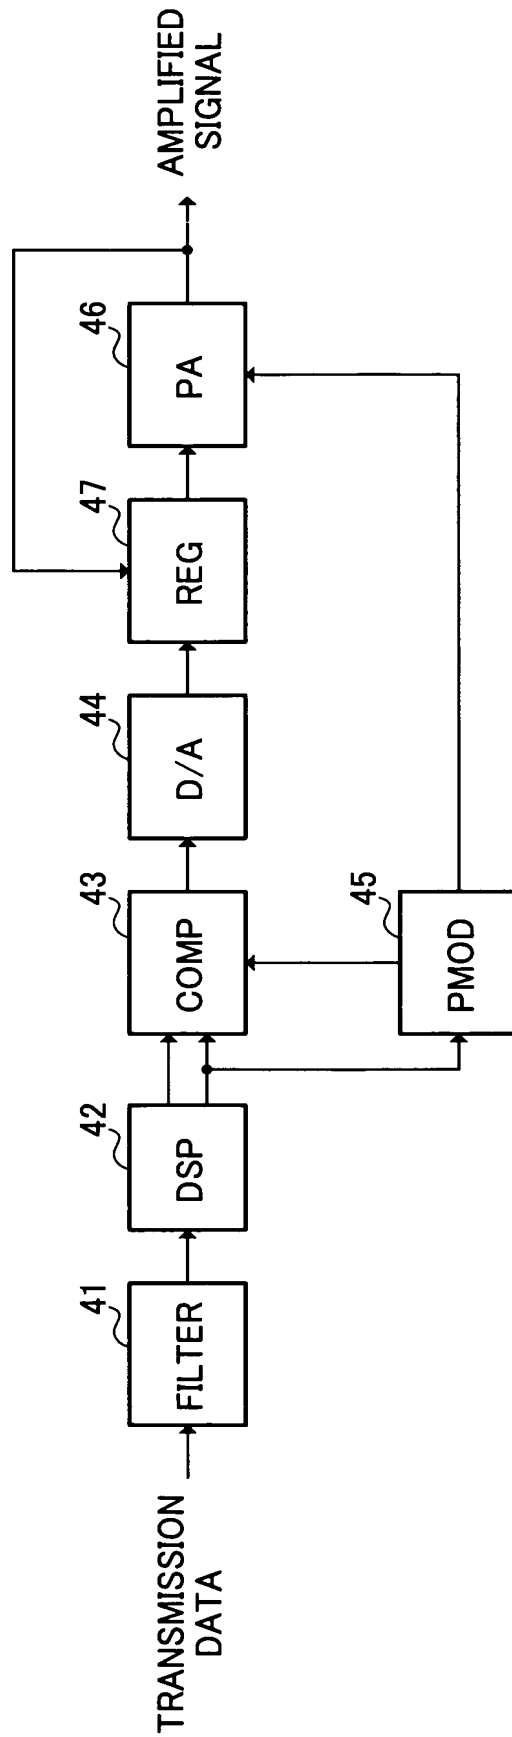 TRANSMISSION
DATA
41
FILTER
42
DSP
43
COMP
44
D/A
47
REG
46
PA
AMPLIFIED
SIGNAL
45
PMOD